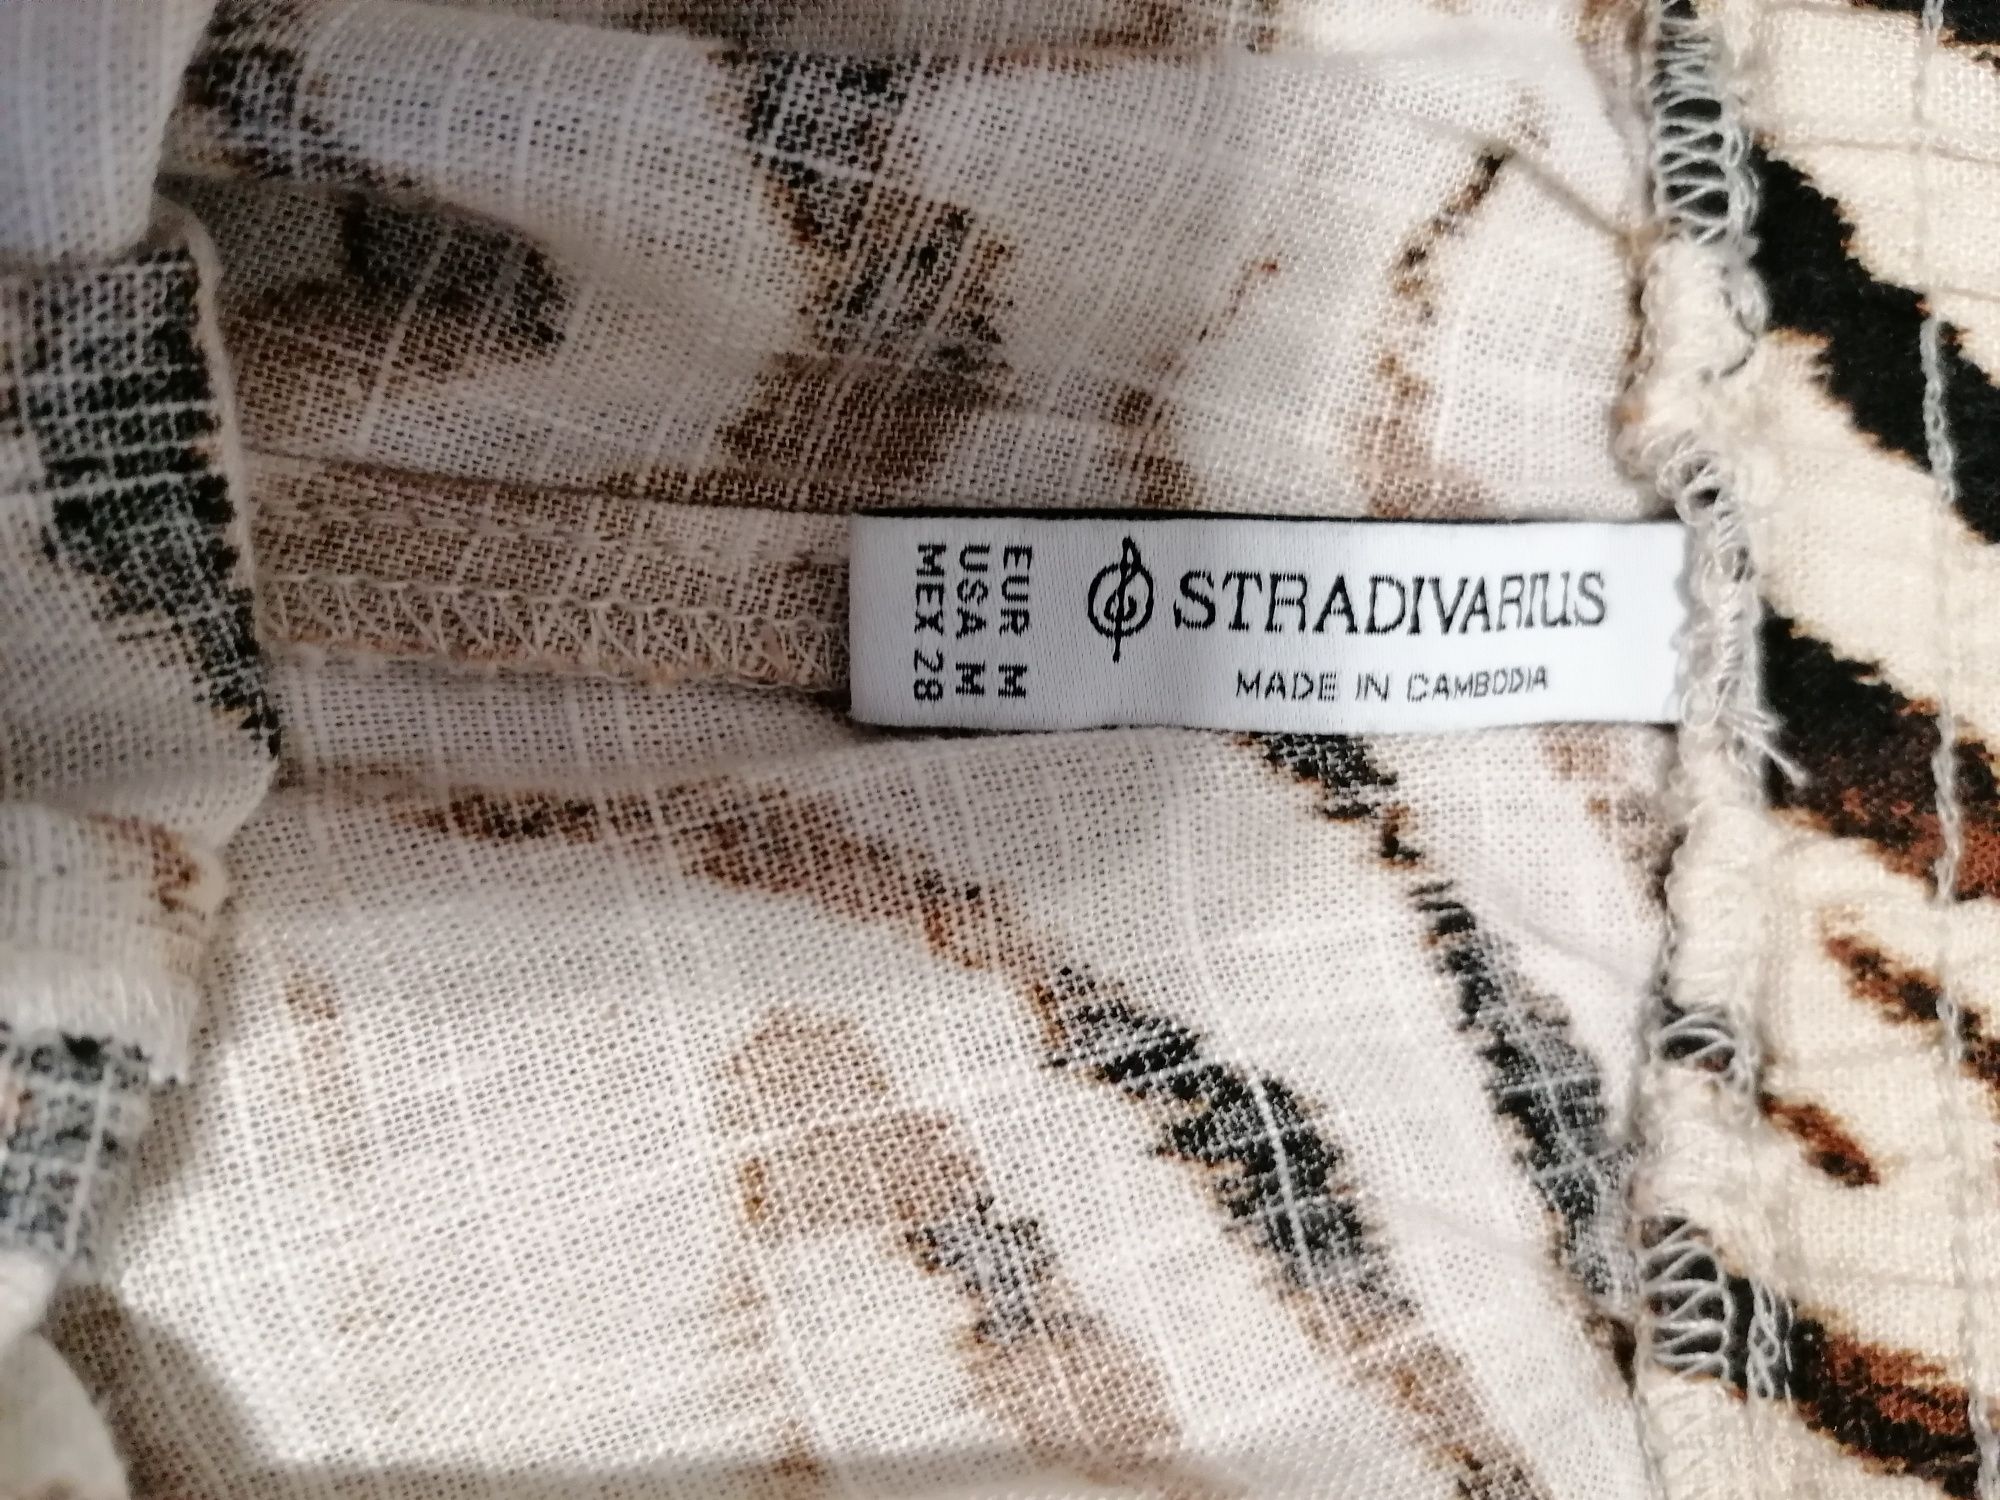 STRADIVARIUS
MADE IN CAMBODIA
EUR M
USA M
MEX 28